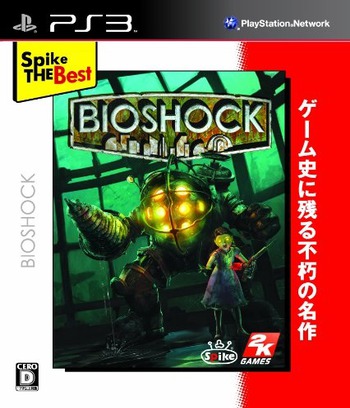 PS3
PlayStation®Network
Spike
THE Best
BIOSHOCK
BIOSHOCK
ゲーム史に残る不朽の名作
Spike
2K
GAMES
CERO
D